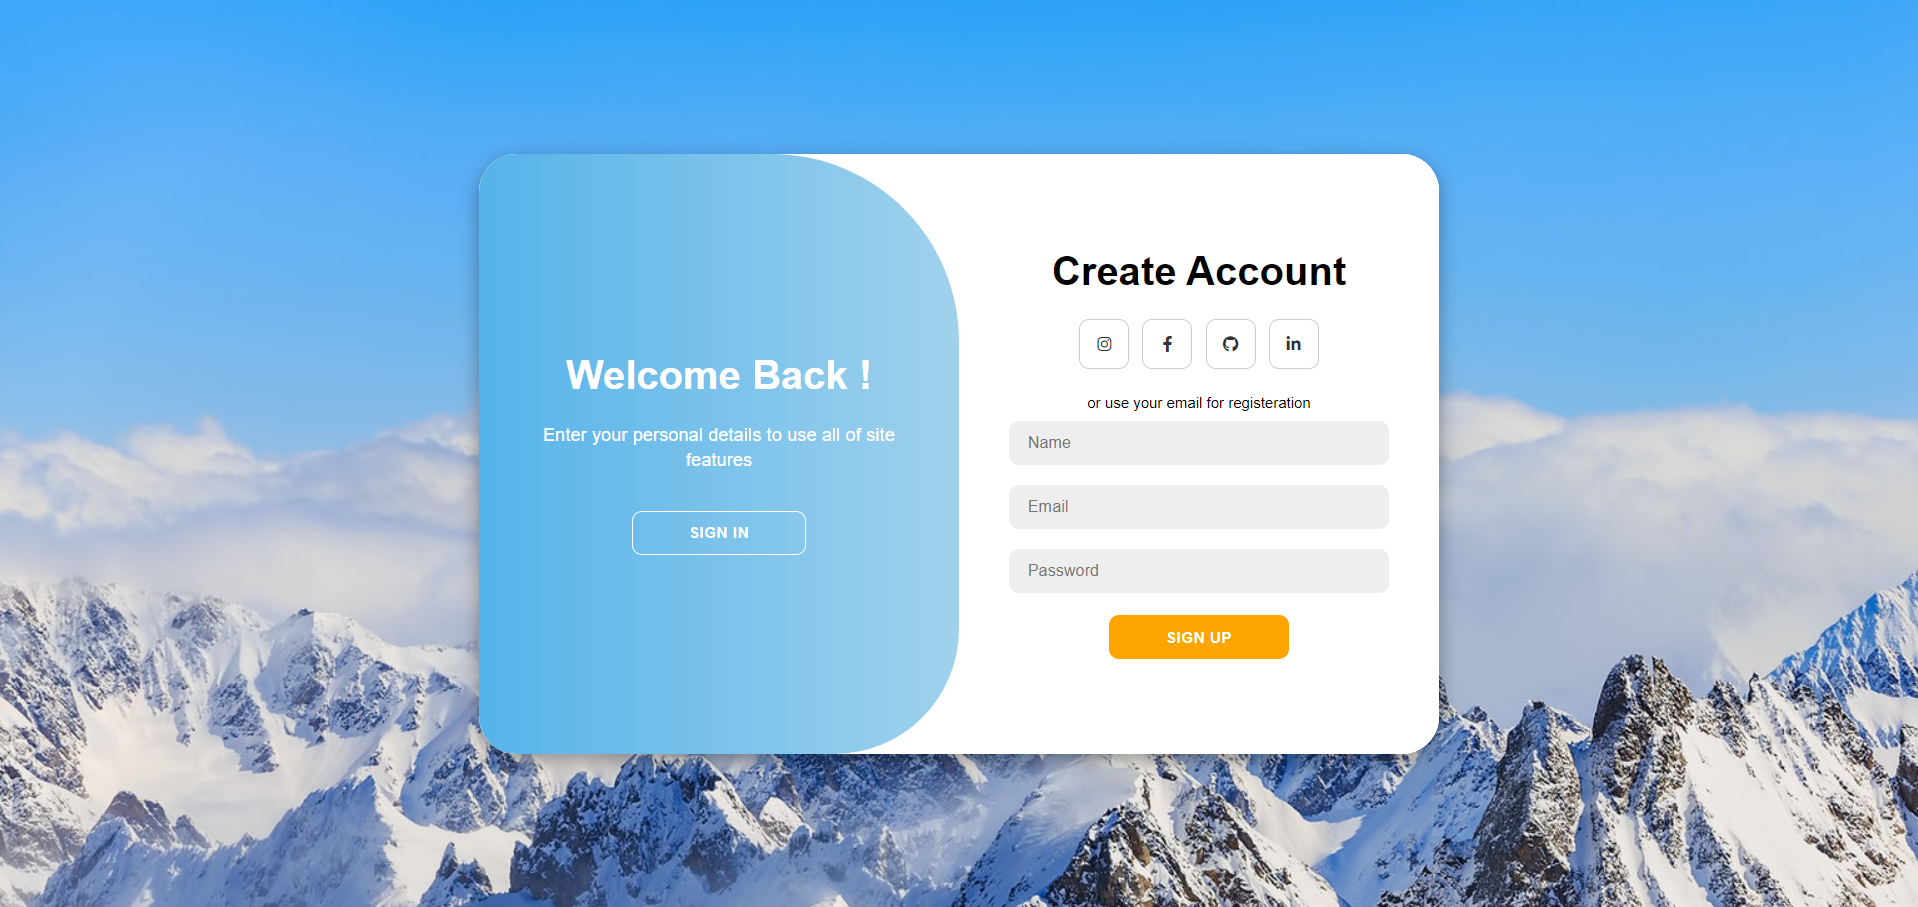 Welcome Back !
Enter your personal details to use all of site
features
SIGN IN
Create Account
or use your email for registeration
Name
Email
Password
SIGN UP